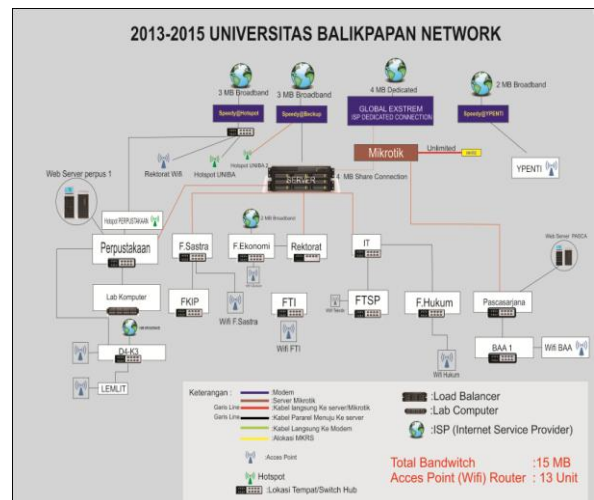 2013-2015 UNIVERSITAS BALIKPAPAN NETWORK
3 MB Broadband
3 MB Broadband
4 MB Dedicated
2 MB Broadband
Speedy@Hotspot
Speedy@Backup
GLOBAL EXSTREM
ISP DEDICATED CONNECTION
Speedy@YPENTI
Mikrotik
Unlimited
Rektorat Wifi
Hotspot UNIBA
Hotspot UNIBA 2
YPENTI
SERVER
4 MB Share Connection
Web Server perpus 1
Hotspot PERPUSTAKAAN
Web Server PASCA
2 MB Broadband
Perpustakaan
F.Sastra
F.Ekonomi
Rektorat
IT
Lab Komputer
FKIP
Wifi F.Sastra
FTI
Wifi FTI
FTSP
F.Hukum
Wifi Hukum
Pascasarjana
BAA 1
Wifi BAA
D4-K3
LEMLIT
Keterangan :
:Modem
:Server Mikrotik
Garis Line :Kabel langsung Ke server/Mikrotik
Garis Line :Kabel Pararel Menuju Ke server
:Kabel Langsung Ke Modem
:Alokasi MKRS
:Acces Point
:Hotspot
:Lokasi Tempat/Switch Hub
:Load Balancer
:Lab Computer
:ISP (Internet Service Provider)
Total Bandwitch :15 MB
Acces Point (Wifi) Router : 13 Unit